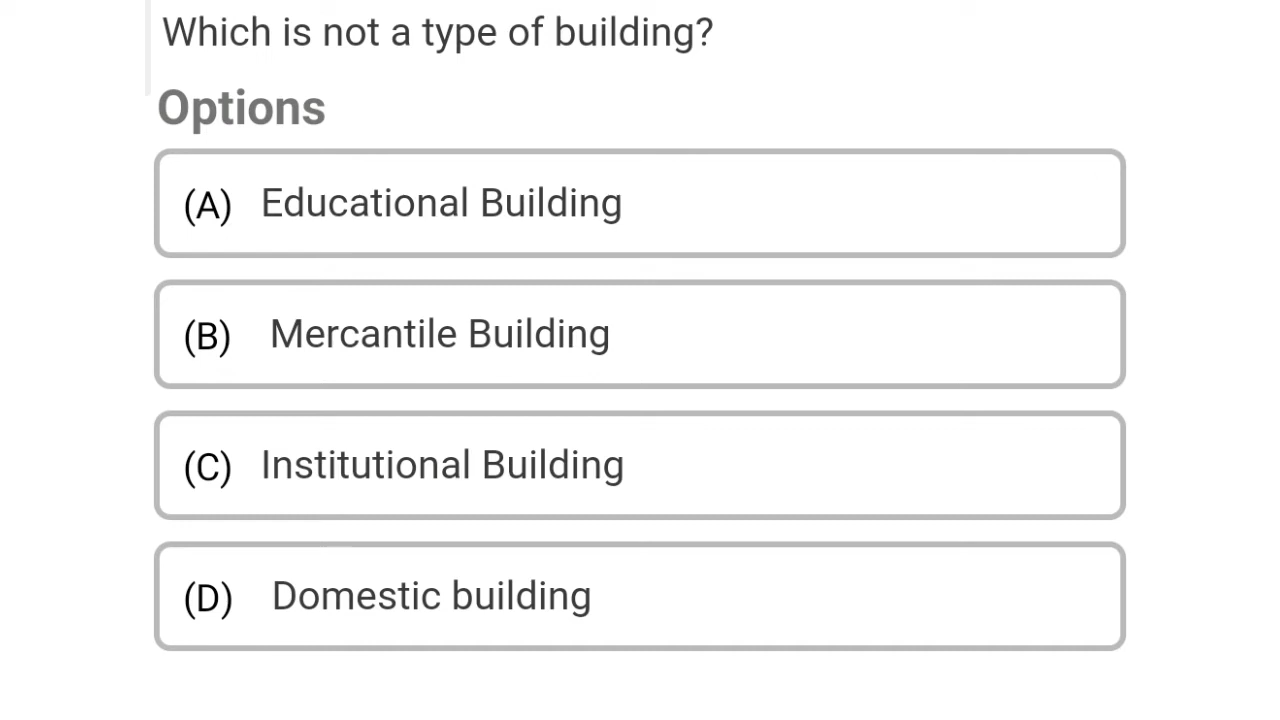 Which is not a type of building?
Options
(A) Educational Building
(B) Mercantile Building
(C) Institutional Building
(D) Domestic building